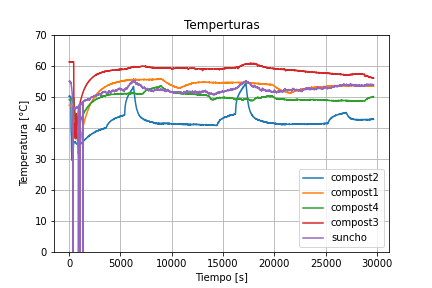 Temperturas
70
60
50
40
30
20
10
0
Temperatura [°C]
0 5000 10000 15000 20000 25000 30000
Tiempo [s]
compost2
compost1
compost4
compost3
suncho